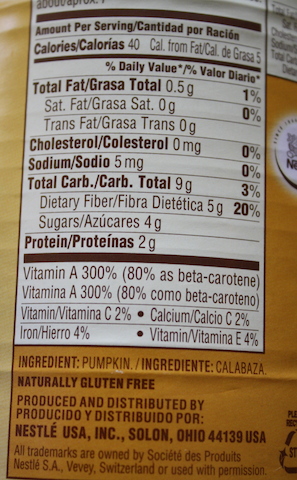 about/aprox. 7
Amount Per Serving/Cantidad por Ración
Calories/Calorías 40 Cal. from Fat/Cal. de Grasa 5
% Daily Value*/% Valor Diario*
Total Fat/Grasa Total 0.5g 1%
Sat. Fat/Grasa Sat. 0g 0%
Trans Fat/Grasa Trans 0g
Cholesterol/Colesterol 0mg 0%
Sodium/Sodio 5mg 0%
Total Carb./Carb. Total 9g 3%
Dietary Fiber/Fibra Dietética 5g 20%
Sugars/Azúcares 4g
Protein/Proteínas 2g
Vitamin A 300% (80% as beta-carotene)
Vitamina A 300% (80% como beta-caroteno)
Vitamin/Vitamina C 2% • Calcium/Calcio C 2%
Iron/Hierro 4% • Vitamin/Vitamina E 4%
INGREDIENT: PUMPKIN. / INGREDIENTE: CALABAZA.
NATURALLY GLUTEN FREE
PRODUCED AND DISTRIBUTED BY
PRODUCIDO Y DISTRIBUIDO POR:
NESTLÉ USA, INC., SOLON, OHIO 44139 USA
All trademarks are owned by Société des Produits
Nestlé S.A., Vevey, Switzerland or used with permission.